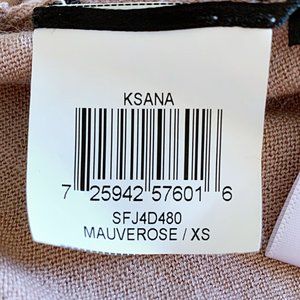 KSANA
7 25942 57601 6
SFJ4D480
MAUVEROSE / XS